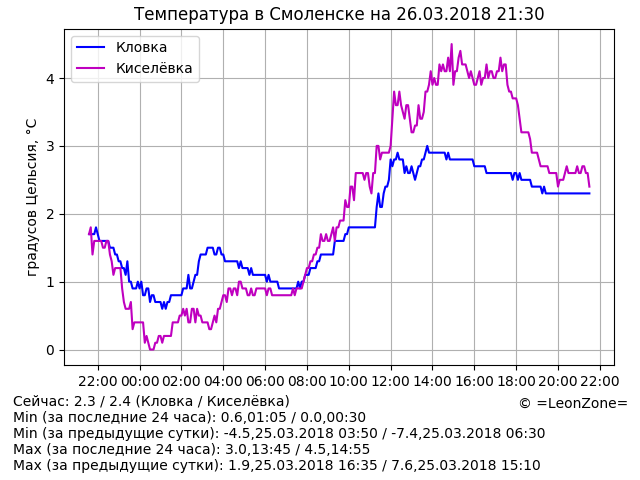 Температура в Смоленске на 26.03.2018 21:30
Кловка
Киселёвка
градусов Цельсия, °C
4
3
2
1
0
22:00 00:00 02:00 04:00 06:00 08:00 10:00 12:00 14:00 16:00 18:00 20:00 22:00
Сейчас: 2.3 / 2.4 (Кловка / Киселёвка)
© =LeonZone=
Min (за последние 24 часа): 0.6,01:05 / 0.0,00:30
Min (за предыдущие сутки): -4.5,25.03.2018 03:50 / -7.4,25.03.2018 06:30
Max (за последние 24 часа): 3.0,13:45 / 4.5,14:55
Max (за предыдущие сутки): 1.9,25.03.2018 16:35 / 7.6,25.03.2018 15:10